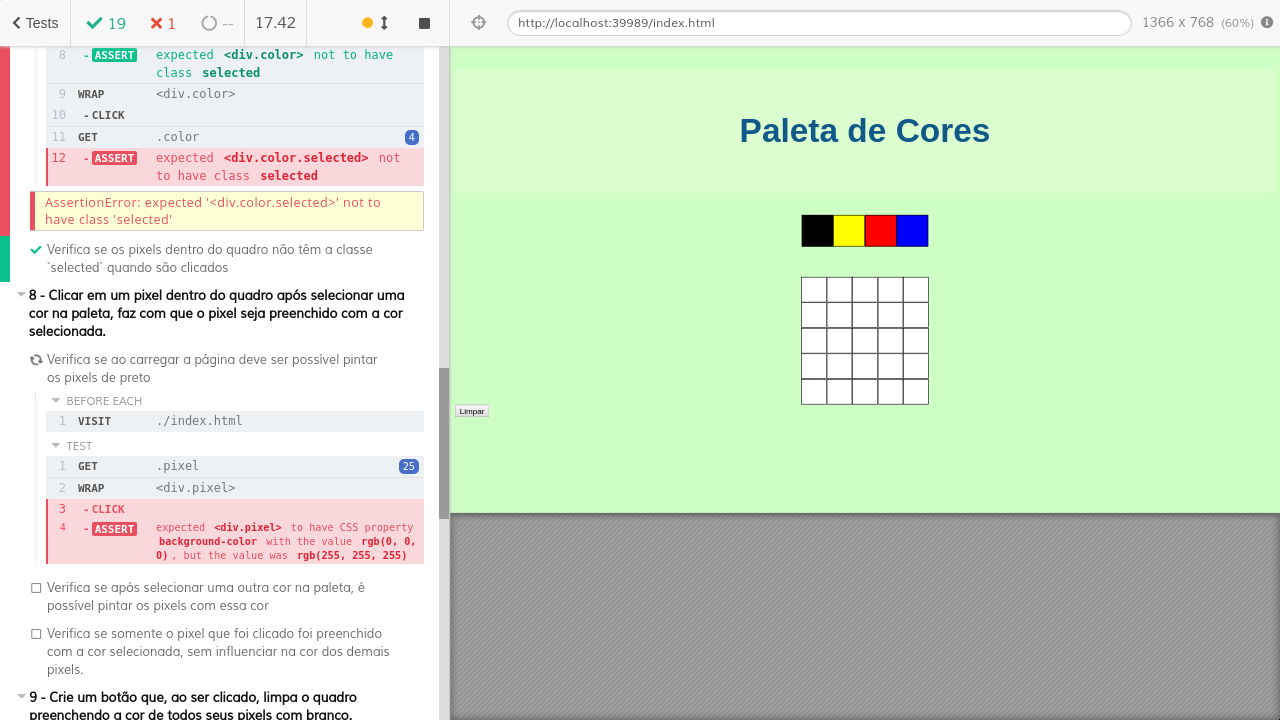 Tests 19 1 -- 17.42 http://localhost:39989/index.html 1366 x 768 (60%)
8 - ASSERT expected <div.color> not to have
class selected
9 WRAP <div.color>
10 - CLICK
11 GET .color 4
12 - ASSERT expected <div.color.selected> not
to have class selected
AssertionError: expected '<div.color.selected>' not to
have class 'selected'
Verifica se os pixels dentro do quadro não têm a classe
`selected` quando são clicados
8 - Clicar em um pixel dentro do quadro após selecionar uma
cor na paleta, faz com que o pixel seja preenchido com a cor
selecionada.
Verifica se ao carregar a página deve ser possível pintar
os pixels de preto
BEFORE EACH
1 VISIT ./index.html
TEST
1 GET .pixel 25
2 WRAP <div.pixel>
3 - CLICK
4 - ASSERT expected <div.pixel> to have CSS property
background-color with the value rgb(0, 0,
0), but the value was rgb(255, 255, 255)
Verifica se após selecionar uma outra cor na paleta, é
possível pintar os pixels com essa cor
Verifica se somente o pixel que foi clicado foi preenchido
com a cor selecionada, sem influenciar na cor dos demais
pixels.
9 - Crie um botão que, ao ser clicado, limpa o quadro
preenchendo a cor de todos seus pixels com branco.
Paleta de Cores
Limpar